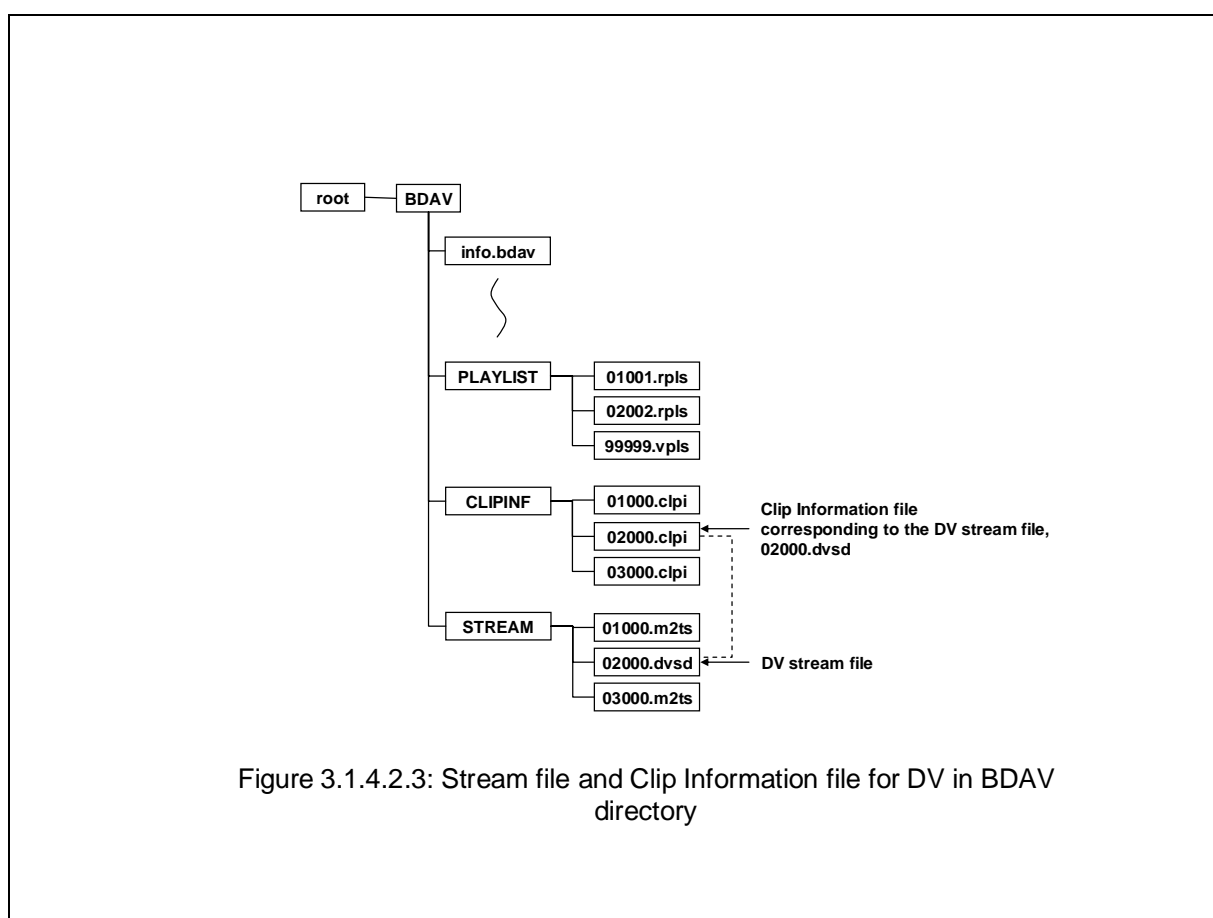 root
BDAV
info.bdav
PLAYLIST
01001.rpls
02002.rpls
99999.vpls
CLIPINF
01000.clpi
02000.clpi
03000.clpi
Clip Information file
corresponding to the DV stream file,
02000.dvsd
STREAM
01000.m2ts
02000.dvsd
03000.m2ts
DV stream file
Figure 3.1.4.2.3: Stream file and Clip Information file for DV in BDAV
directory